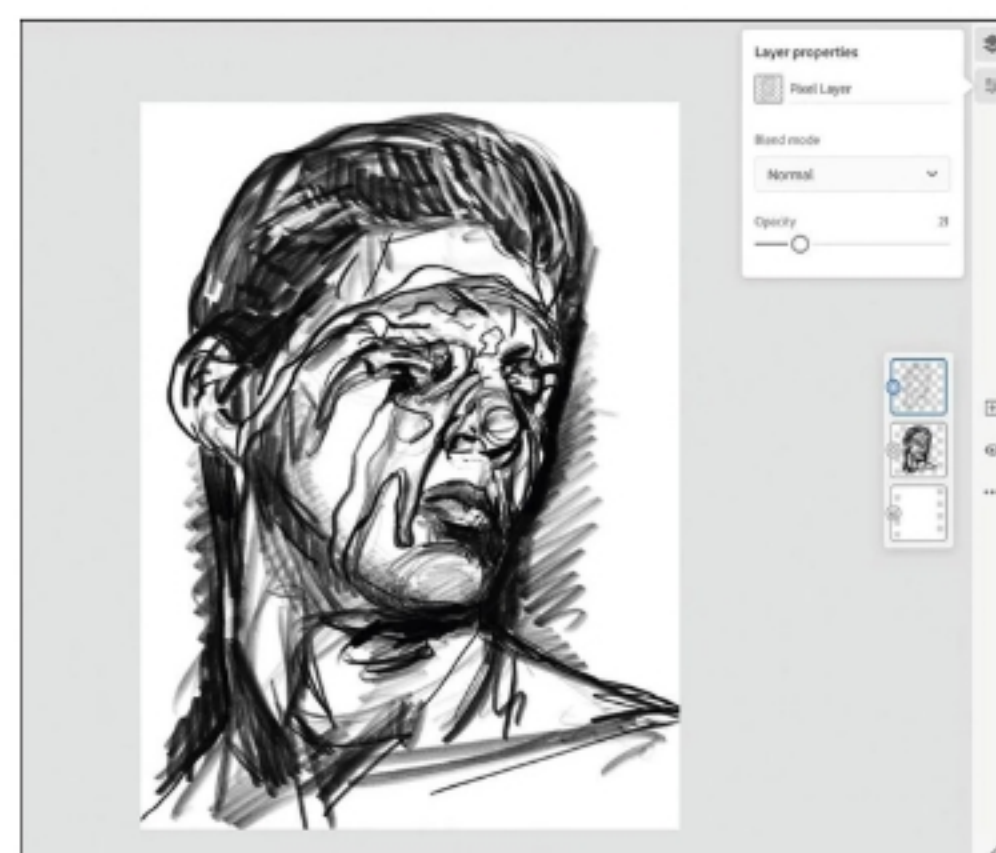 Layer properties
Pixel Layer
Blend mode
Normal
Opacity
21